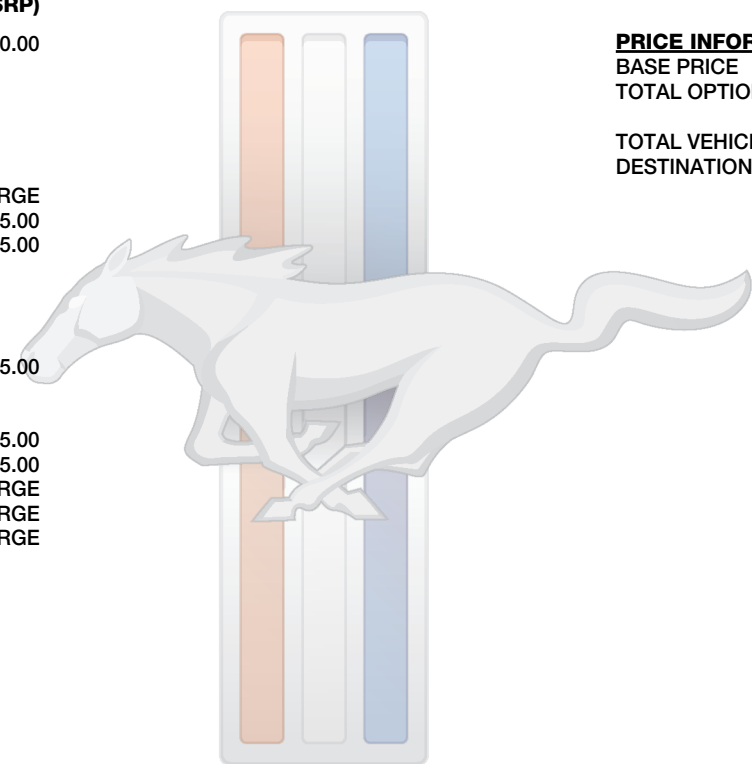 SRP)
0.00
RGE
5.00
5.00
5.00
5.00
5.00
RGE
RGE
RGE
PRICE INFOR
BASE PRICE
TOTAL OPTIO
TOTAL VEHIC
DESTINATION